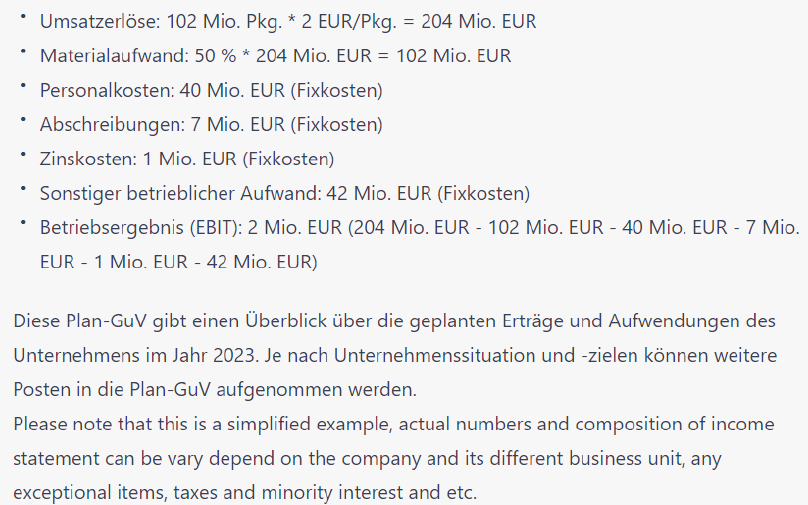 • Umsatzerlöse: 102 Mio. Pkg. * 2 EUR/Pkg. = 204 Mio. EUR
• Materialaufwand: 50 % * 204 Mio. EUR = 102 Mio. EUR
• Personalkosten: 40 Mio. EUR (Fixkosten)
• Abschreibungen: 7 Mio. EUR (Fixkosten)
• Zinskosten: 1 Mio. EUR (Fixkosten)
• Sonstiger betrieblicher Aufwand: 42 Mio. EUR (Fixkosten)
• Betriebsergebnis (EBIT): 2 Mio. EUR (204 Mio. EUR - 102 Mio. EUR - 40 Mio. EUR - 7 Mio.
EUR - 1 Mio. EUR - 42 Mio. EUR)
Diese Plan-GuV gibt einen Überblick über die geplanten Erträge und Aufwendungen des
Unternehmens im Jahr 2023. Je nach Unternehmenssituation und -zielen können weitere
Posten in die Plan-GuV aufgenommen werden.
Please note that this is a simplified example, actual numbers and composition of income
statement can be vary depend on the company and its different business unit, any
exceptional items, taxes and minority interest and etc.